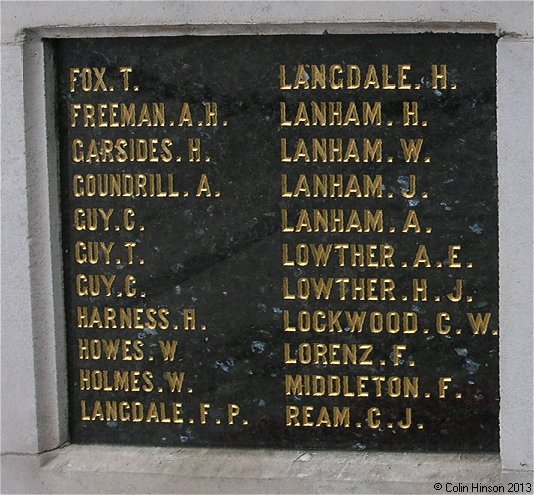 FOX. T.
FREEMAN. A. H.
GARSIDES. H.
GOUNDRILL. A.
GUY. C.
GUY. T.
GUY. G.
HARNESS. H.
HOWES. W.
HOLMES. W.
LANGDALE. F. P.
LANGDALE. H.
LANHAM. H.
LANHAM. W.
LANHAM. J.
LANHAM. A.
LOWTHER. A. E.
LOWTHER. H. J.
LOCKWOOD. G. W.
LORENZ. F.
MIDDLETON. F.
REAM. C. J.
© Colin Hinson 2013